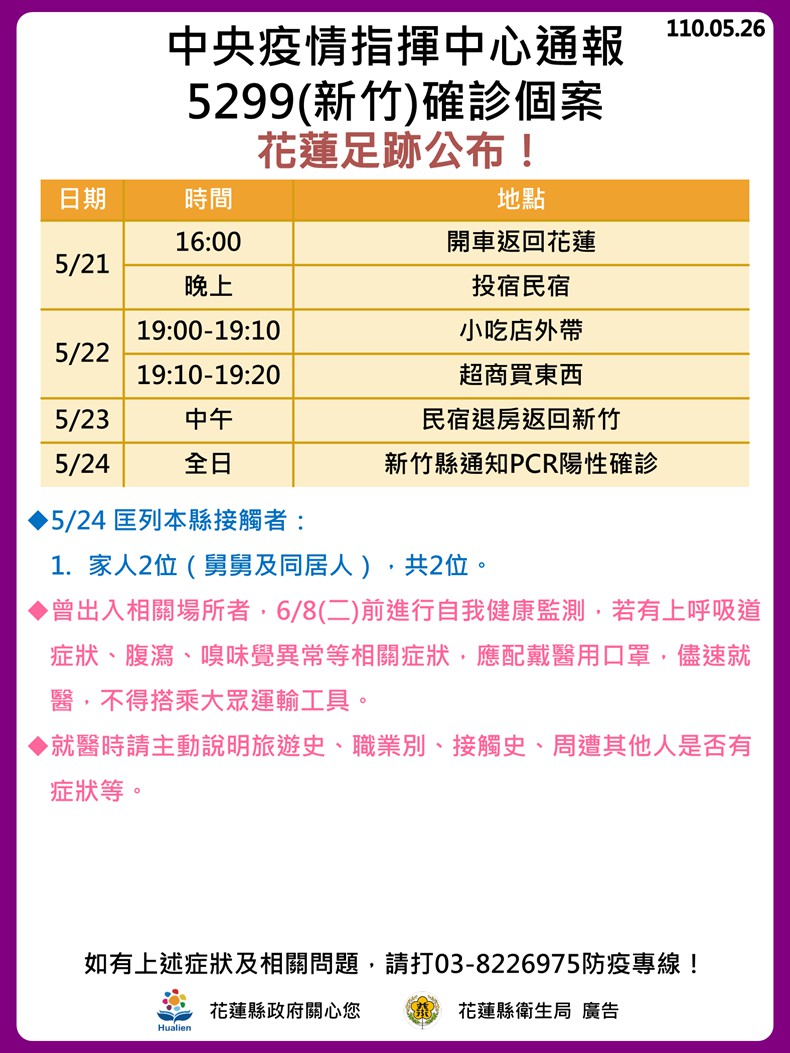 110.05.26
中央疫情指揮中心通報
5299(新竹)確診個案
花蓮足跡公布！
日期 時間 地點
5/21 16:00 開車返回花蓮
晚上 投宿民宿
5/22 19:00-19:10 小吃店外帶
19:10-19:20 超商買東西
5/23 中午 民宿退房返回新竹
5/24 全日 新竹縣通知PCR陽性確診
◆5/24 匡列本縣接觸者：
1. 家人2位（舅舅及同居人），共2位。
◆曾出入相關場所者，6/8(二)前進行自我健康監測，若有上呼吸道
症狀、腹瀉、嗅味覺異常等相關症狀，應配戴醫用口罩，儘速就
醫，不得搭乘大眾運輸工具。
◆就醫時請主動說明旅遊史、職業別、接觸史、周遭其他人是否有
症狀等。
如有上述症狀及相關問題，請打03-8226975防疫專線！
Hualien 花蓮縣政府關心您 花蓮縣衛生局 廣告